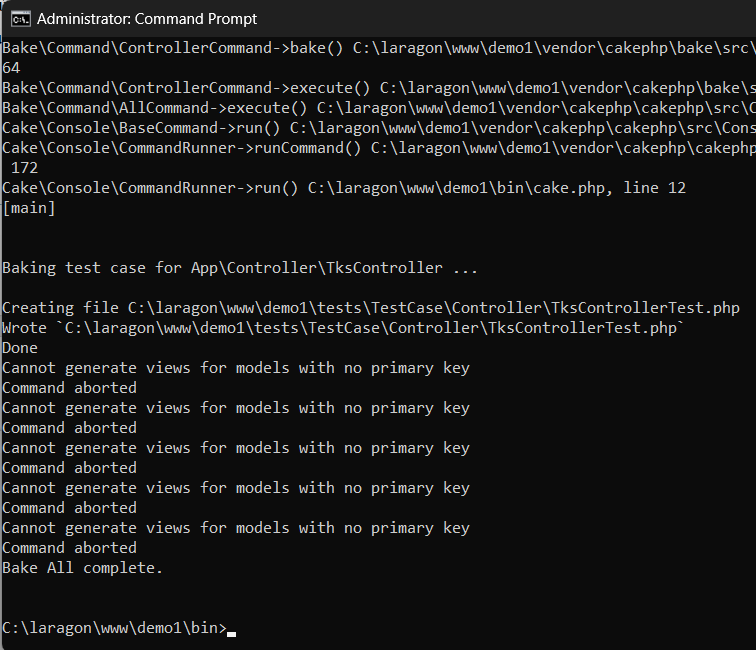 Administrator: Command Prompt
Bake\Command\ControllerCommand->bake() C:\laragon\www\demo1\vendor\cakephp\bake\src\
64
Bake\Command\ControllerCommand->execute() C:\laragon\www\demo1\vendor\cakephp\bake\s
Bake\Command\AllCommand->execute() C:\laragon\www\demo1\vendor\cakephp\cakephp\src\C
Cake\Console\BaseCommand->run() C:\laragon\www\demo1\vendor\cakephp\cakephp\src\Cons
Cake\Console\CommandRunner->runCommand() C:\laragon\www\demo1\vendor\cakephp\cakephp
172
Cake\Console\CommandRunner->run() C:\laragon\www\demo1\bin\cake.php, line 12
[main]
Baking test case for App\Controller\TksController ...
Creating file C:\laragon\www\demo1\tests\TestCase\Controller\TksControllerTest.php
Wrote `C:\laragon\www\demo1\tests\TestCase\Controller\TksControllerTest.php`
Done
Cannot generate views for models with no primary key
Command aborted
Cannot generate views for models with no primary key
Command aborted
Cannot generate views for models with no primary key
Command aborted
Cannot generate views for models with no primary key
Command aborted
Cannot generate views for models with no primary key
Command aborted
Bake All complete.
C:\laragon\www\demo1\bin>